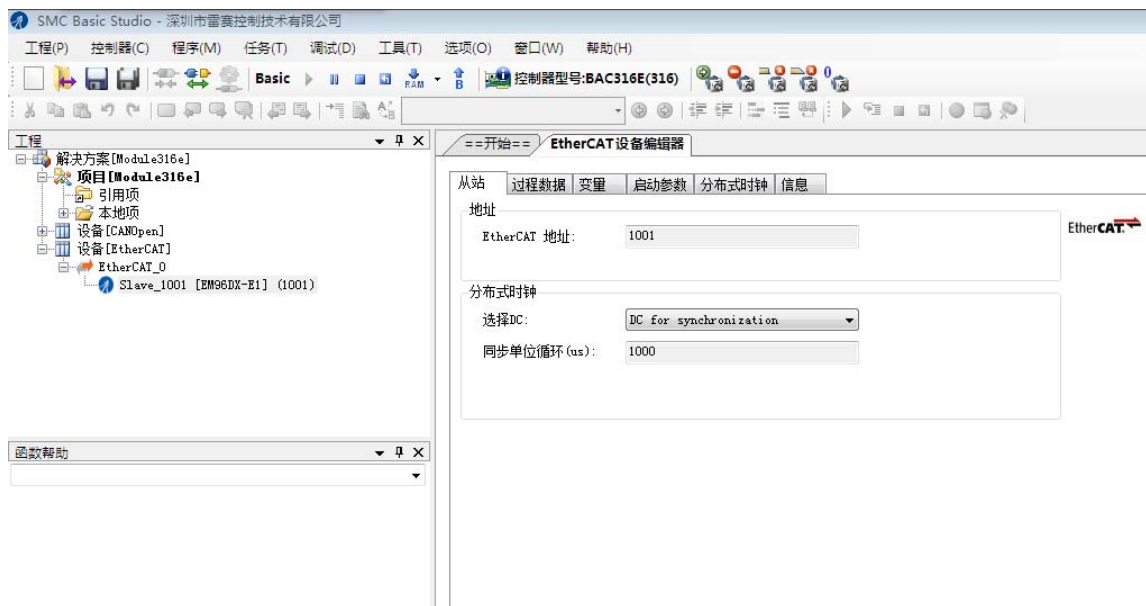 SMC Basic Studio - 深圳市雷赛控制技术有限公司
工程(P) 控制器(C) 程序(M) 任务(T) 调试(D) 工具(T) 选项(O) 窗口(W) 帮助(H)
Basic RAM B 控制器型号:BAC316E(316)
工程
==开始== EtherCAT设备编辑器
解决方案[Module316e]
项目[Module316e]
引用项
本地项
设备[CANOpen]
设备[EtherCAT]
EtherCAT_0
Slave_1001 [EM96DX-E1] (1001)
从站 过程数据 变量 启动参数 分布式时钟 信息
地址
EtherCAT 地址: 1001
EtherCAT
分布式时钟
选择DC: DC for synchronization
同步单位循环(us): 1000
函数帮助